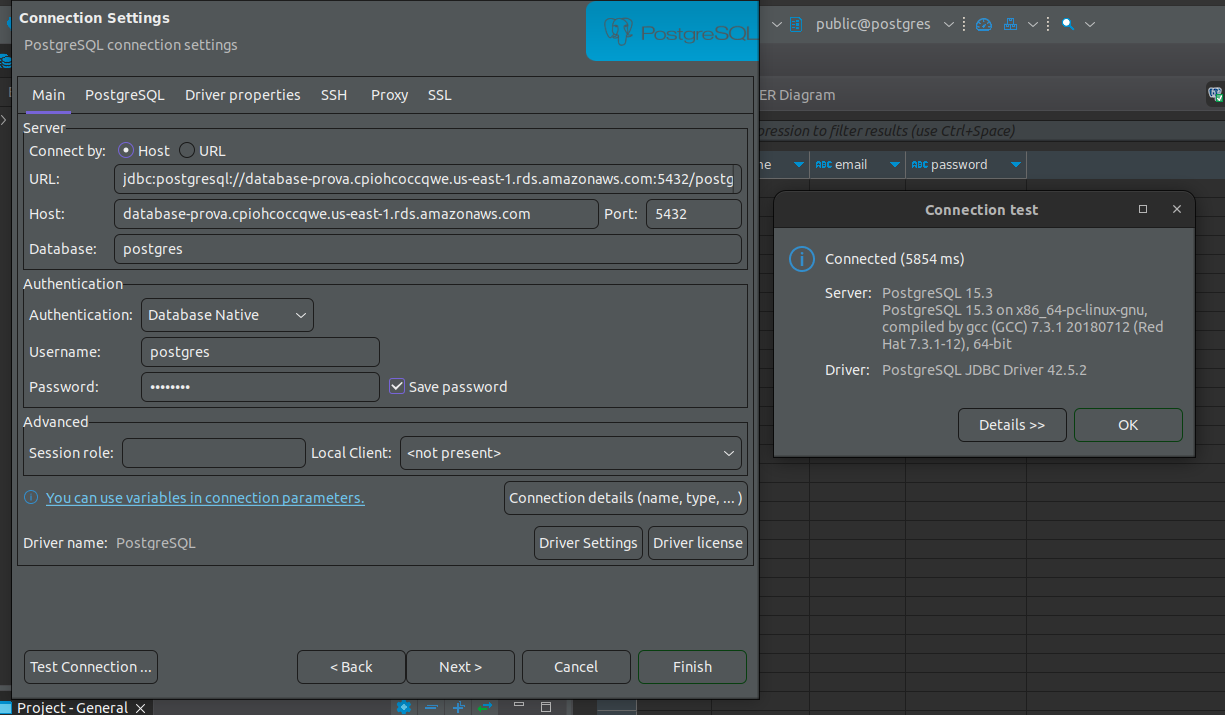 Connection Settings
PostgreSQL connection settings
PostgreSQL
public@postgres
Main PostgreSQL Driver properties SSH Proxy SSL
ER Diagram
Server
Connect by: Host URL
URL: jdbc:postgresql://database-prova.cpiohcoccqwe.us-east-1.rds.amazonaws.com:5432/postg
Host: database-prova.cpiohcoccqwe.us-east-1.rds.amazonaws.com Port: 5432
Database: postgres
pression to filter results (use Ctrl+Space)
me ABC email ABC password
Authentication
Authentication: Database Native
Username: postgres
Password: •••••••• Save password
Advanced
Session role: Local Client: <not present>
You can use variables in connection parameters.
Connection details (name, type, ... )
Driver name: PostgreSQL
Driver Settings Driver license
Test Connection ... < Back Next > Cancel Finish
Connection test
Connected (5854 ms)
Server: PostgreSQL 15.3
PostgreSQL 15.3 on x86_64-pc-linux-gnu,
compiled by gcc (GCC) 7.3.1 20180712 (Red
Hat 7.3.1-12), 64-bit
Driver: PostgreSQL JDBC Driver 42.5.2
Details >> OK
Project - General